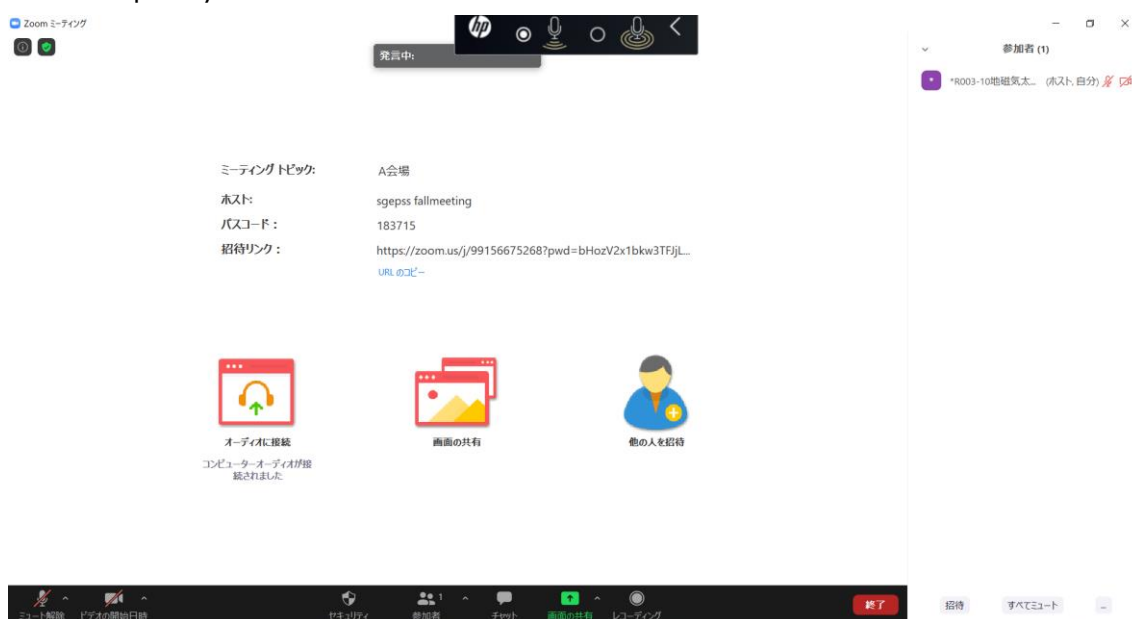 Zoom ミーティング
hp
発言中:
参加者 (1)
*R003-10地磁気太... (ホスト, 自分)
ミーティング トピック:
A会場
ホスト:
sgepss fallmeeting
パスコード：
183715
招待リンク：
https://zoom.us/j/99156675268?pwd=bHozV2x1bkw3TFJjL...
URL のコピー
オーディオに接続
画面の共有
他の人を招待
コンピューターオーディオが接
続されました
ミュート解除
ビデオの開始日時
セキュリティ
参加者
1
チャット
画面の共有
レコーディング
終了
招待
すべてミュート
...